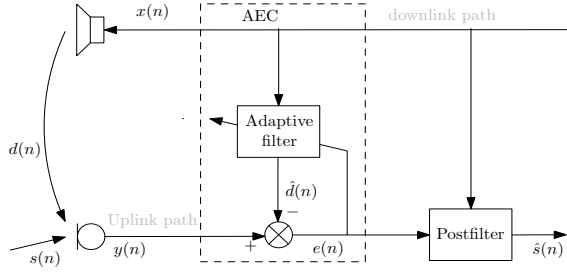 x(n)
AEC
downlink path
Adaptive
filter
d(n)
d̂(n)
−
Uplink path
+
s(n)
y(n)
e(n)
Postfilter
ŝ(n)